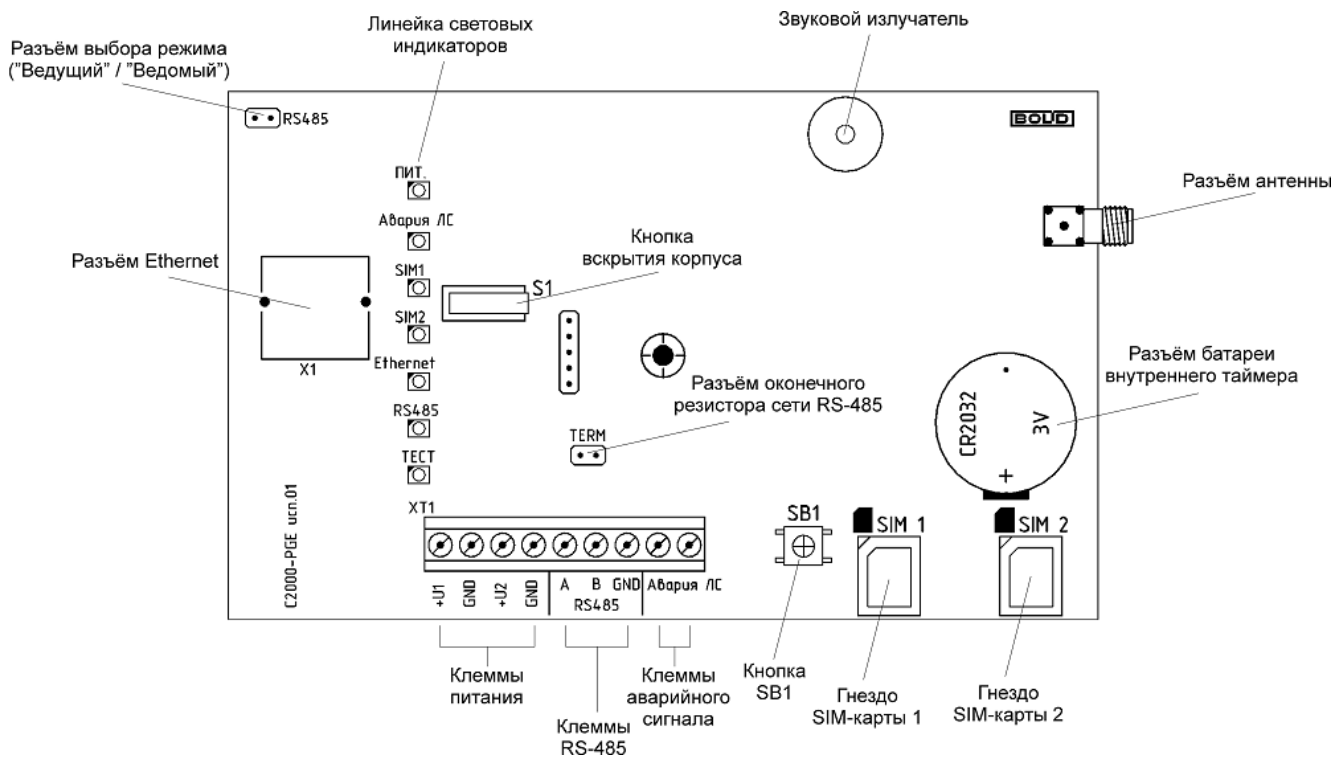 Звуковой излучатель
Линейка световых
индикаторов
Разъём выбора режима
("Ведущий" / "Ведомый")
RS485
BOLID
ПИТ.
Разъём антенны
Авария ЛС
Кнопка
вскрытия корпуса
Разъём Ethernet
SIM1
S1
SIM2
Ethernet
X1
Разъём батареи
внутреннего таймера
Разъём оконечного
резистора сети RS-485
RS485
TERM
CR2032
3V
+
ТЕСТ
С2000-PGE исп.01
XT1
SB1
SIM 1
SIM 2
+U1
GND
+U2
GND
A
B
GND
Авария ЛС
RS485
Клеммы
питания
Клеммы
RS-485
Клеммы
аварийного
сигнала
Кнопка
SB1
Гнездо
SIM-карты 1
Гнездо
SIM-карты 2